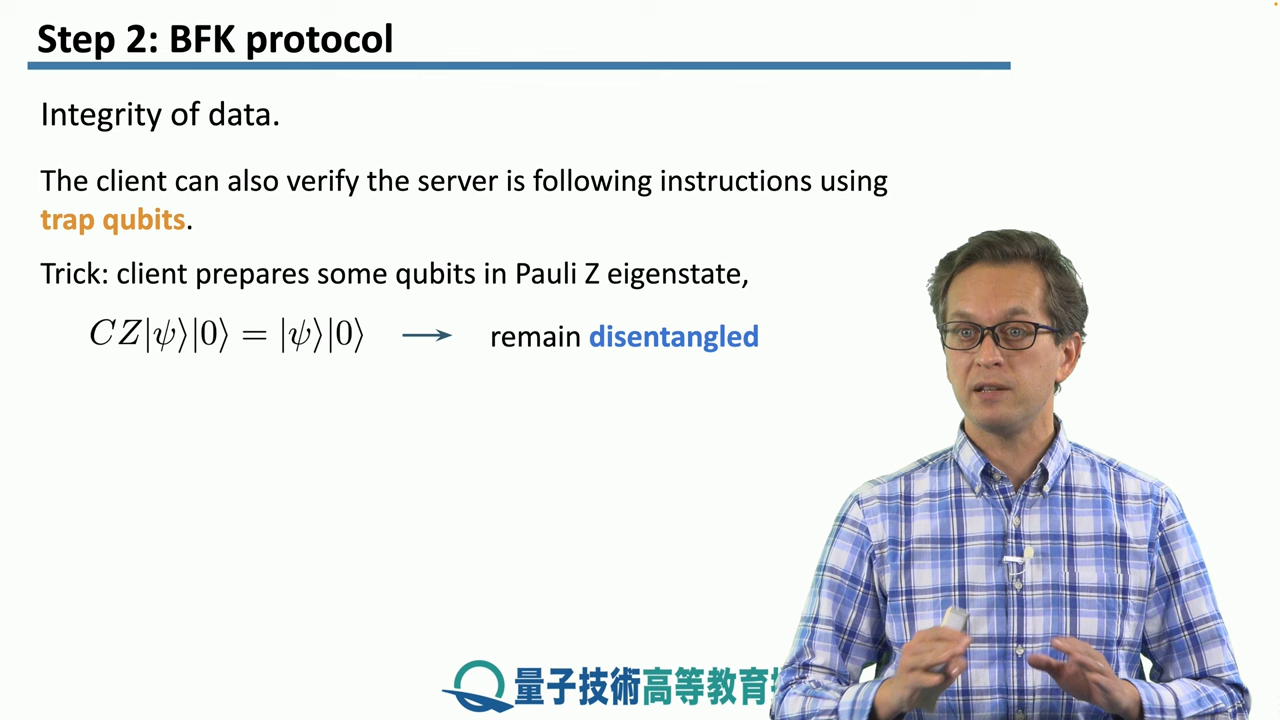 Step 2: BFK protocol
Integrity of data.
The client can also verify the server is following instructions using
trap qubits.
Trick: client prepares some qubits in Pauli Z eigenstate,
CZ|ψ⟩|0⟩ = |ψ⟩|0⟩ → remain disentangled
量子技術高等教育